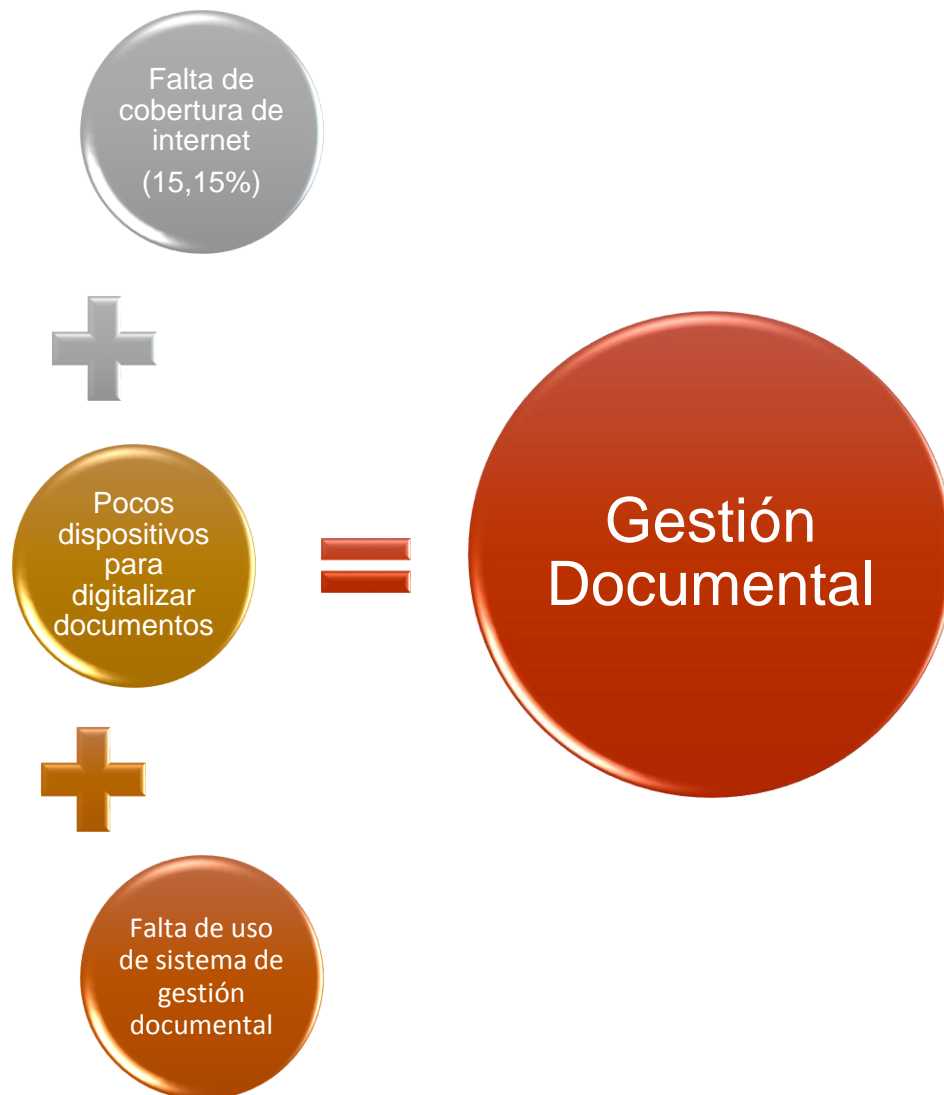 Falta de
cobertura de
internet
(15,15%)
Pocos
dispositivos
para
digitalizar
documentos
Gestión
Documental
Falta de uso
de sistema de
gestión
documental